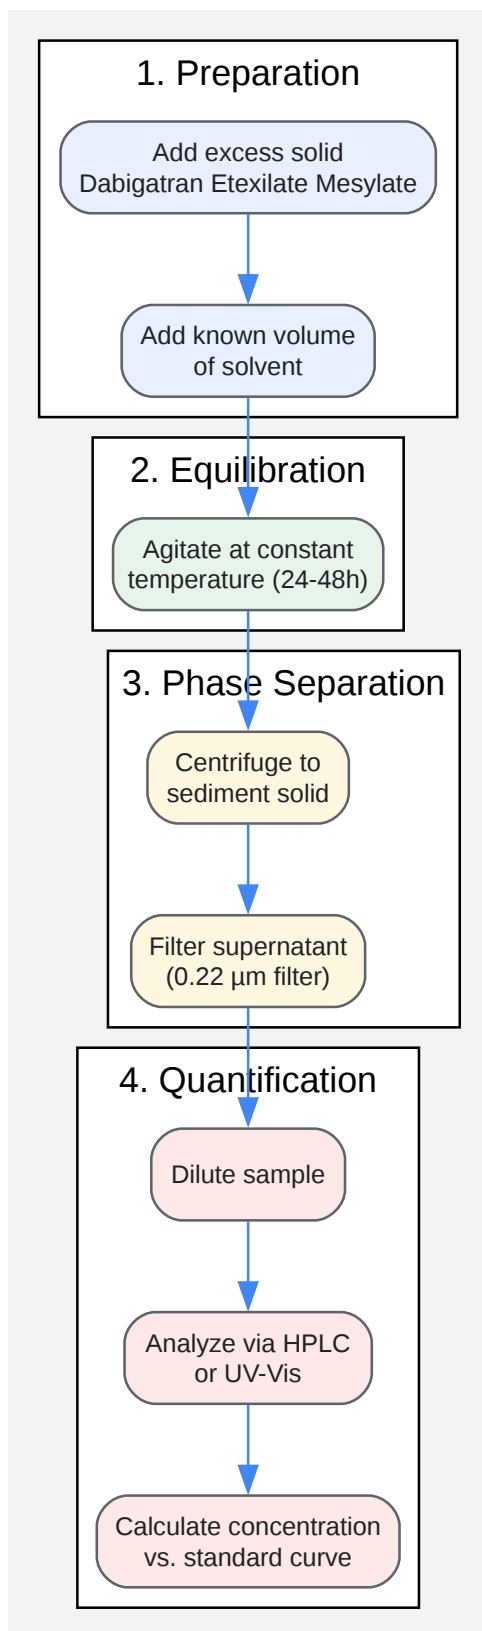 1. Preparation
Add excess solid
Dabigatran Etexilate Mesylate
Add known volume
of solvent
2. Equilibration
Agitate at constant
temperature (24-48h)
3. Phase Separation
Centrifuge to
sediment solid
Filter supernatant
(0.22 µm filter)
4. Quantification
Dilute sample
Analyze via HPLC
or UV-Vis
Calculate concentration
vs. standard curve